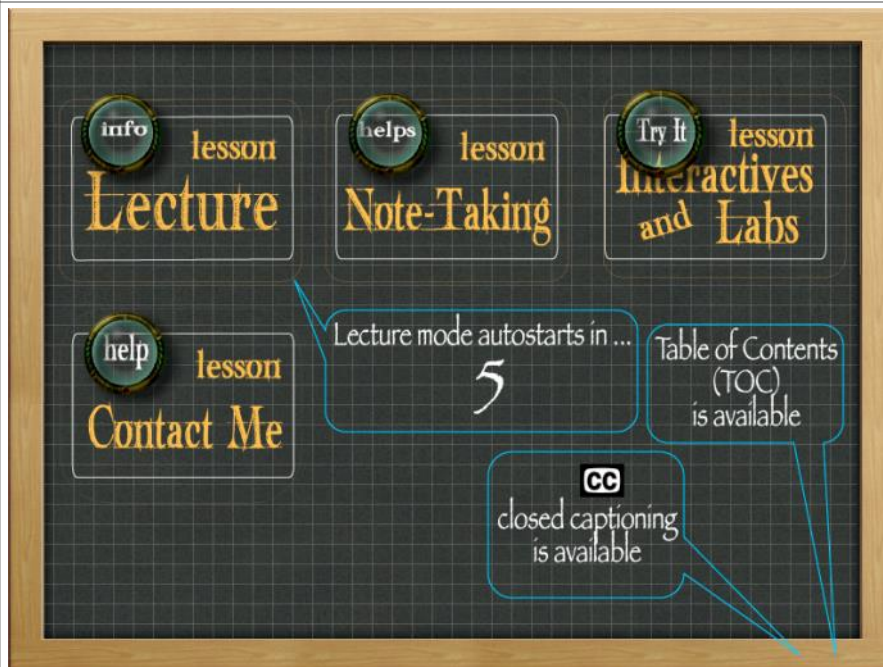 info
lesson
Lecture
helps
lesson
Note-Taking
Try It
lesson
Interactives
and Labs
help
lesson
Contact Me
Lecture mode autostarts in ...
5
Table of Contents
(TOC)
is available
CC
closed captioning
is available